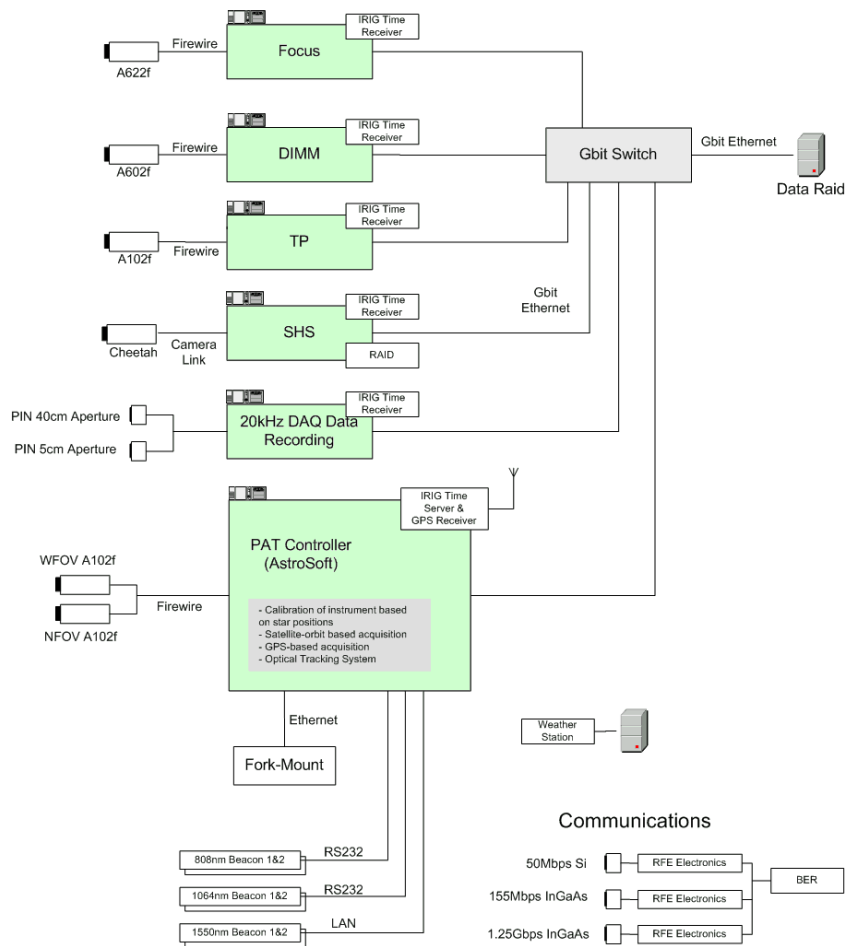 IRIG Time
Receiver
Focus
Firewire
A622f
IRIG Time
Receiver
DIMM
Firewire
A602f
Gbit Switch
Gbit Ethernet
Data Raid
IRIG Time
Receiver
TP
Firewire
A102f
IRIG Time
Receiver
SHS
RAID
Cheetah
Camera
Link
Gbit
Ethernet
IRIG Time
Receiver
20kHz DAQ Data
Recording
PIN 40cm Aperture
PIN 5cm Aperture
IRIG Time
Server &
GPS Receiver
PAT Controller
(AstroSoft)
WFOV A102f
NFOV A102f
Firewire
- Calibration of instrument based
on star positions
- Satellite-orbit based acquisition
- GPS-based acquisition
- Optical Tracking System
Ethernet
Fork-Mount
Weather
Station
808nm Beacon 1&2
RS232
1064nm Beacon 1&2
RS232
1550nm Beacon 1&2
LAN
Communications
50Mbps Si
RFE Electronics
155Mbps InGaAs
RFE Electronics
1.25Gbps InGaAs
RFE Electronics
BER